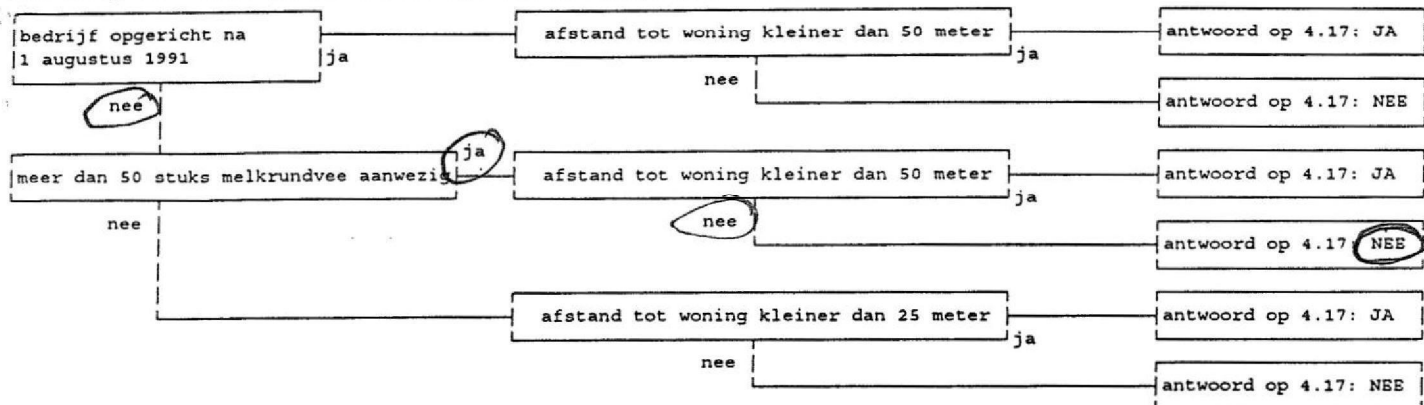 bedrijf opgericht na
1 augustus 1991
ja
afstand tot woning kleiner dan 50 meter
ja
antwoord op 4.17: JA
nee
antwoord op 4.17: NEE
nee
meer dan 50 stuks melkrundvee aanwezig
ja
afstand tot woning kleiner dan 50 meter
ja
antwoord op 4.17: JA
nee
antwoord op 4.17: NEE
nee
afstand tot woning kleiner dan 25 meter
ja
antwoord op 4.17: JA
nee
antwoord op 4.17: NEE